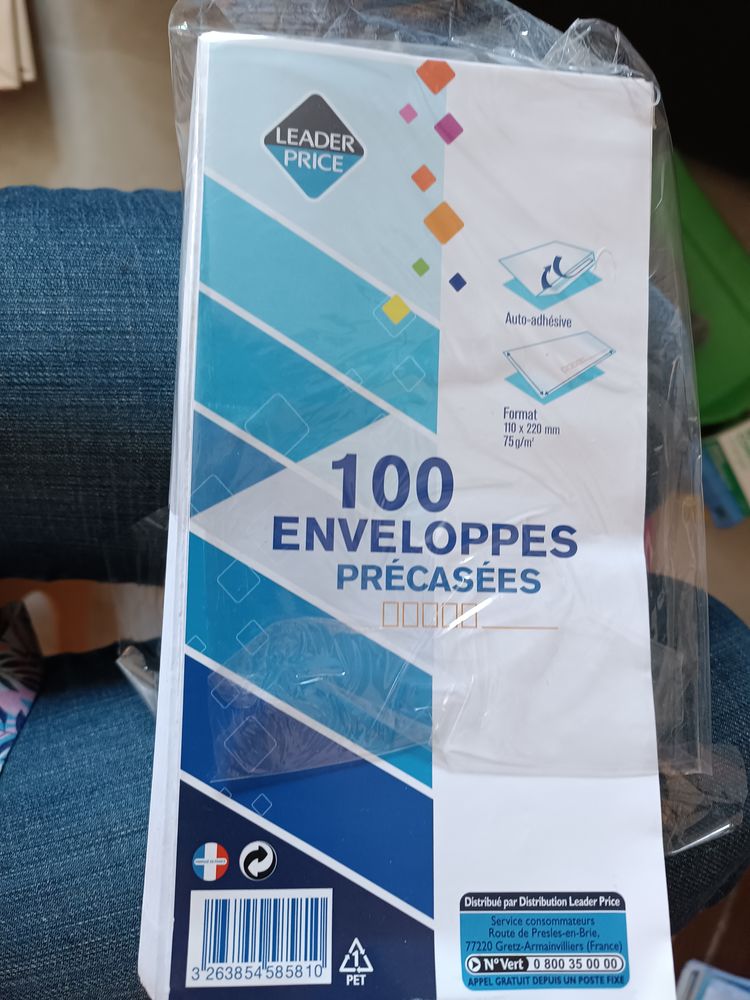 LEADER
PRICE
Auto-adhésive
Format
110 x 220 mm
75 g/m²
100
ENVELOPPES
PRÉCASÉES
3 263854 585810
1
PET
Distribué par Distribution Leader Price
Service consommateurs
Route de Presles-en-Brie,
77220 Gretz-Armainvilliers (France)
N° Vert 0 800 35 00 00
APPEL GRATUIT DEPUIS UN POSTE FIXE